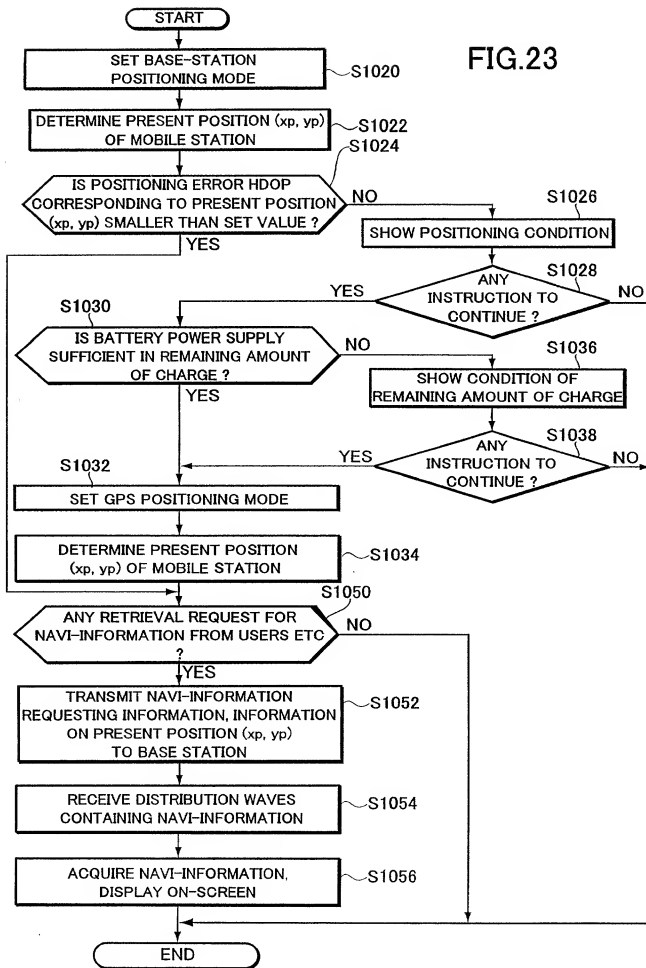 START
FIG.23
SET BASE-STATION
POSITIONING MODE
S1020
DETERMINE PRESENT POSITION (xp, yp)
OF MOBILE STATION
S1022
S1024
IS POSITIONING ERROR HDOP
CORRESPONDING TO PRESENT POSITION
(xp, yp) SMALLER THAN SET VALUE ?
NO
YES
S1026
SHOW POSITIONING CONDITION
S1028
ANY
INSTRUCTION TO
CONTINUE ?
YES
NO
S1030
IS BATTERY POWER SUPPLY
SUFFICIENT IN REMAINING AMOUNT
OF CHARGE ?
NO
YES
S1036
SHOW CONDITION OF
REMAINING AMOUNT OF CHARGE
S1038
ANY
INSTRUCTION TO
CONTINUE ?
YES
NO
S1032
SET GPS POSITIONING MODE
DETERMINE PRESENT POSITION
(xp, yp) OF MOBILE STATION
S1034
S1050
ANY RETRIEVAL REQUEST FOR
NAVI-INFORMATION FROM USERS ETC
?
NO
YES
TRANSMIT NAVI-INFORMATION
REQUESTING INFORMATION, INFORMATION
ON PRESENT POSITION (xp, yp)
TO BASE STATION
S1052
RECEIVE DISTRIBUTION WAVES
CONTAINING NAVI-INFORMATION
S1054
ACQUIRE NAVI-INFORMATION,
DISPLAY ON-SCREEN
S1056
END